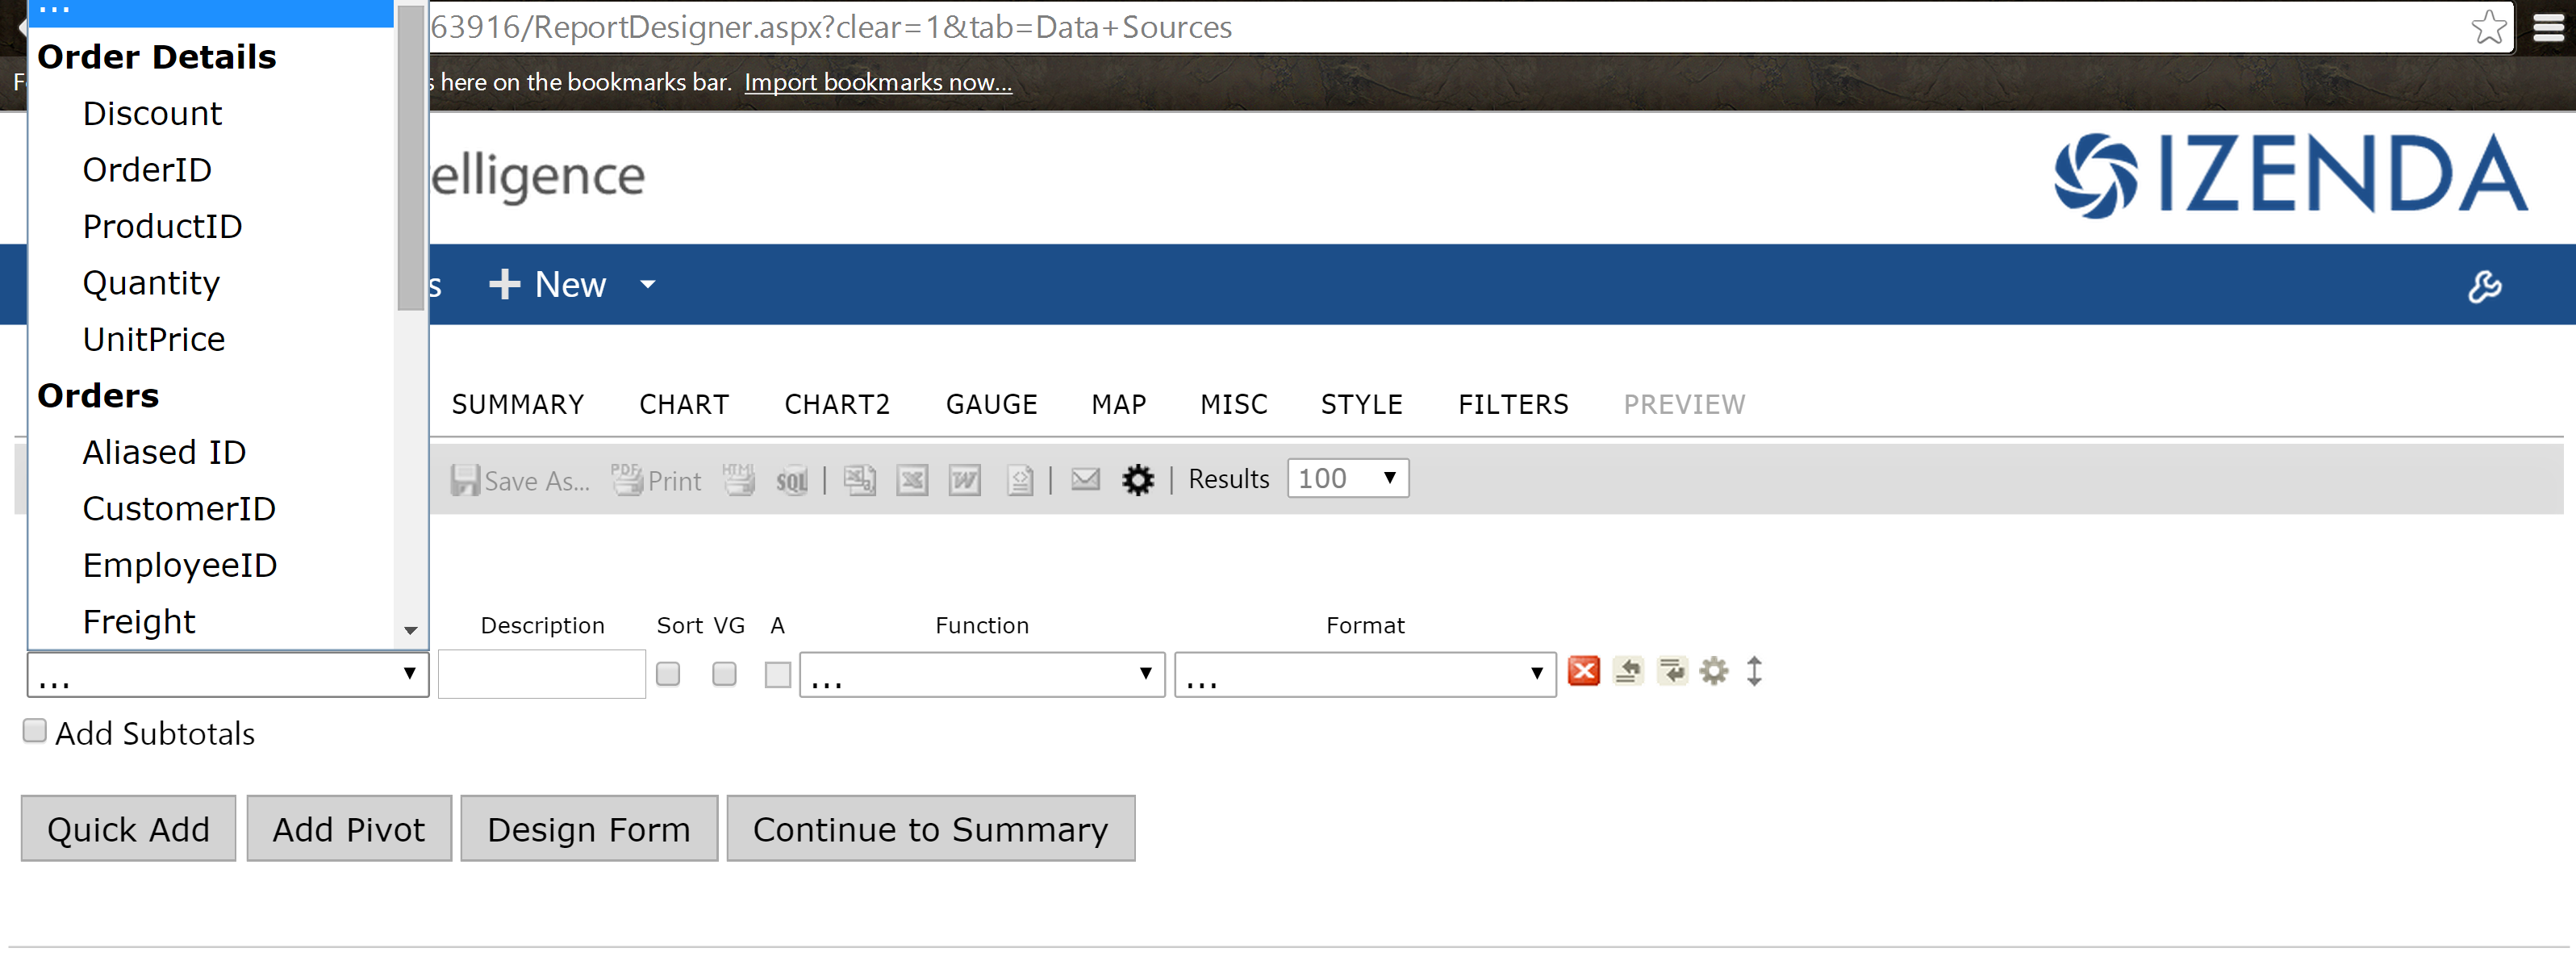 ...
63916/ReportDesigner.aspx?clear=1&tab=Data+Sources
Order Details
here on the bookmarks bar. Import bookmarks now...
Discount
OrderID
ProductID
Quantity
UnitPrice
Orders
Aliased ID
CustomerID
EmployeeID
Freight
elligence
IZENDA
s + New
SUMMARY CHART CHART2 GAUGE MAP MISC STYLE FILTERS PREVIEW
Save As... PDF Print HTML SQL | | | Results 100
Description Sort VG A Function Format
... ... ...
Add Subtotals
Quick Add Add Pivot Design Form Continue to Summary